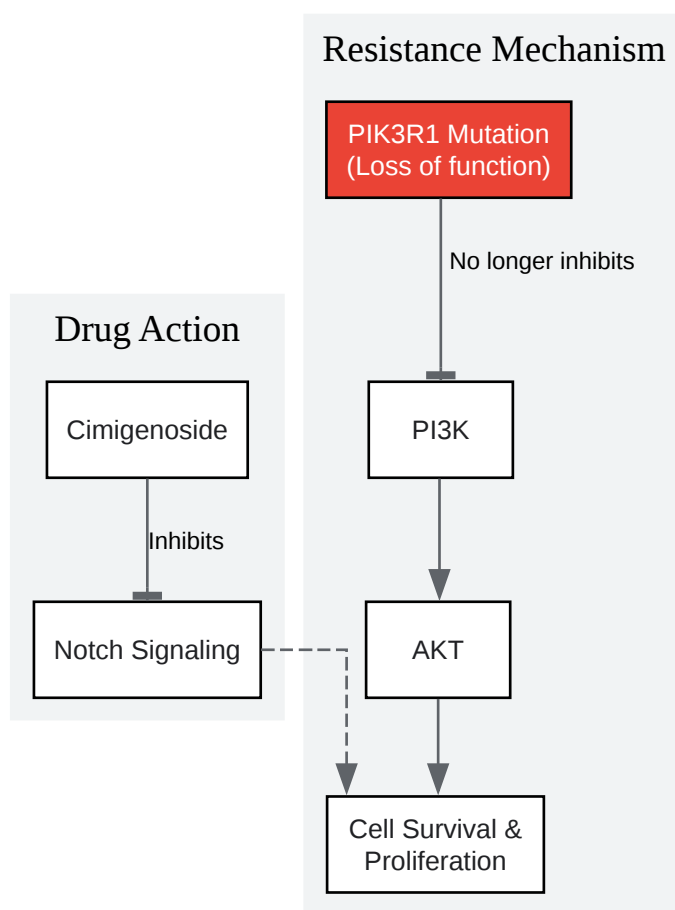 Resistance Mechanism
PIK3R1 Mutation
(Loss of function)
No longer inhibits
Drug Action
Cimigenoside
PI3K
Inhibits
Notch Signaling
AKT
Cell Survival &
Proliferation